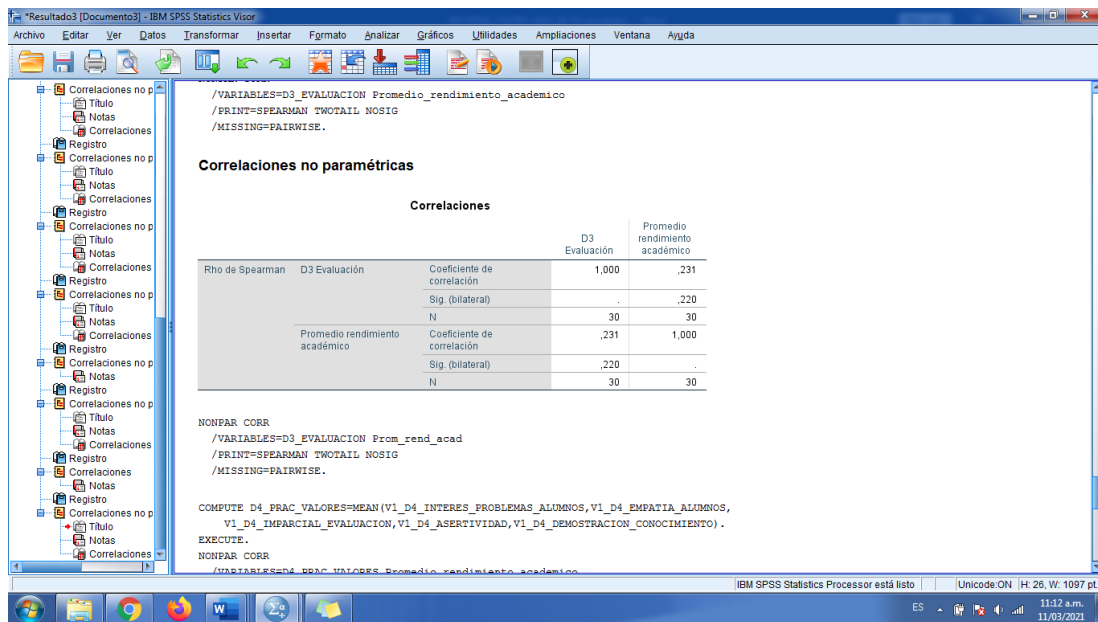 *Resultado3 [Documento3] - IBM SPSS Statistics Visor
Archivo Editar Ver Datos Transformar Insertar Formato Analizar Gráficos Utilidades Ampliaciones Ventana Ayuda
Correlaciones no p
Título
Notas
Correlaciones
Registro
Correlaciones no p
Título
Notas
Correlaciones
Registro
Correlaciones no p
Título
Notas
Correlaciones
Registro
Correlaciones no p
Título
Notas
Correlaciones
Registro
Correlaciones no p
Notas
Registro
Correlaciones no p
Título
Notas
Correlaciones
Registro
Correlaciones
Notas
Registro
Correlaciones no p
Título
Notas
Correlaciones
/VARIABLES=D3_EVALUACION Promedio_rendimiento_academico
/PRINT=SPEARMAN TWOTAIL NOSIG
/MISSING=PAIRWISE.
Correlaciones no paramétricas
Correlaciones
D3 Evaluación
Promedio rendimiento académico
Rho de Spearman D3 Evaluación Coeficiente de correlación 1,000 ,231
Sig. (bilateral) . ,220
N 30 30
Promedio rendimiento académico Coeficiente de correlación ,231 1,000
Sig. (bilateral) ,220 .
N 30 30
NONPAR CORR
/VARIABLES=D3_EVALUACION Prom_rend_acad
/PRINT=SPEARMAN TWOTAIL NOSIG
/MISSING=PAIRWISE.
COMPUTE D4_PRAC_VALORES=MEAN(V1_D4_INTERES_PROBLEMAS_ALUMNOS,V1_D4_EMPATIA_ALUMNOS,
V1_D4_IMPARCIAL_EVALUACION,V1_D4_ASERTIVIDAD,V1_D4_DEMOSTRACION_CONOCIMIENTO).
EXECUTE.
NONPAR CORR
/VARIABLES=D4_PRAC_VALORES Promedio_rendimiento_academico
IBM SPSS Statistics Processor está listo Unicode:ON H: 26, W: 1097 pt.
W Σα ES 11:12 a.m.
11/03/2021